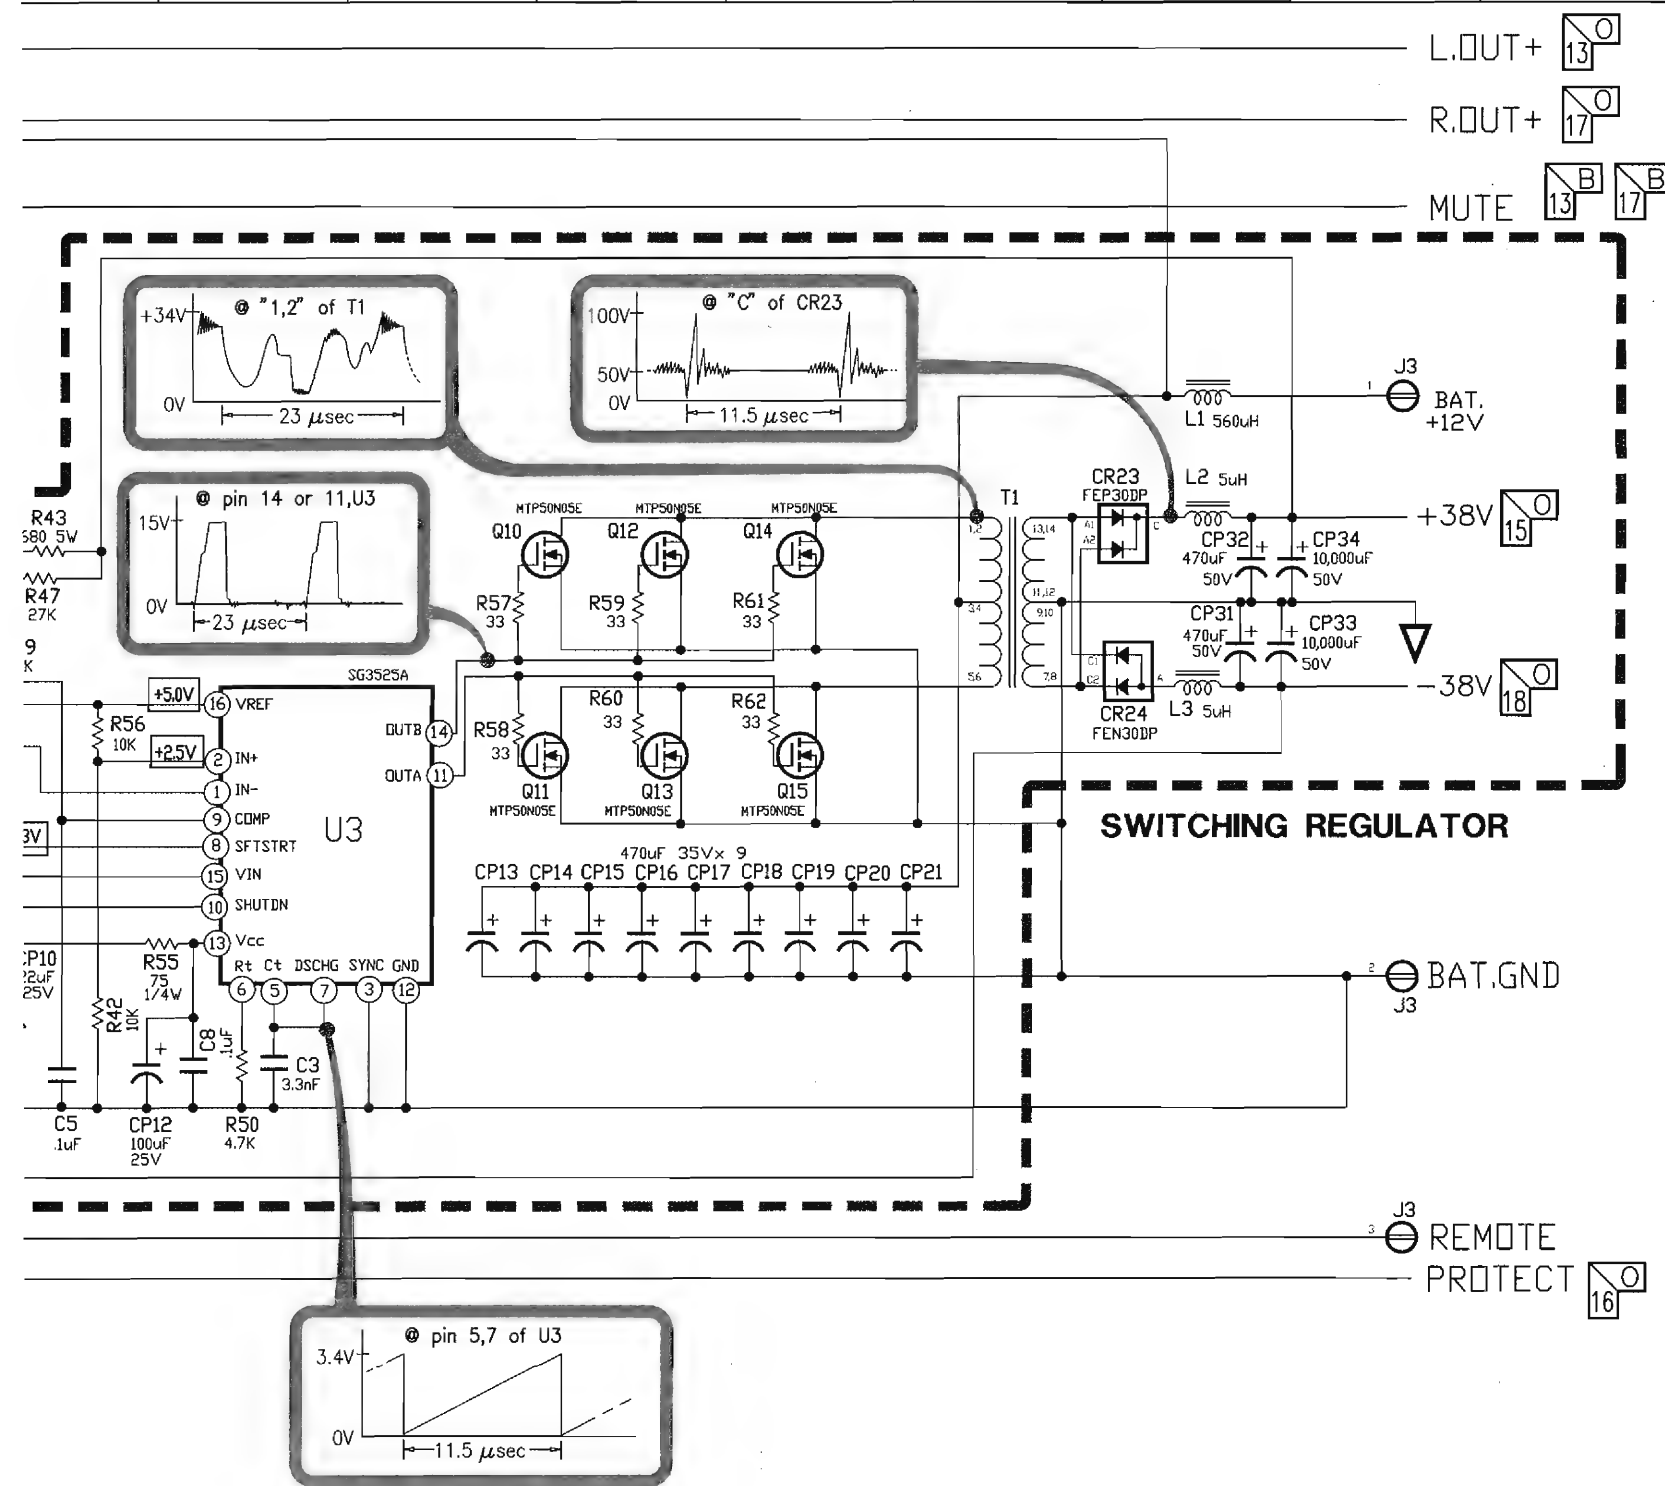 L.OUT+ 13 O
R.OUT+ 17 O
MUTE 13 B 17 B
@ "1,2" of T1
+34V
0V
23 µsec
@ "C" of CR23
100V
50V
0V
11.5 µsec
J3
1
BAT.
+12V
L1 560uH
@ pin 14 or 11,U3
15V
0V
23 µsec
R43
680 5W
R47
27K
9
K
MTP50N05E
Q10
MTP50N05E
Q12
MTP50N05E
Q14
T1
1,2
3,4
5,6
13,14
11,12
9,10
7,8
CR23
FEP30DP
A1
A2
C
L2 5uH
+38V 15 O
CP32
470uF
50V
+
CP34
10,000uF
50V
+
CP31
470uF
50V
+
CP33
10,000uF
50V
+
C1
C2
A
CR24
FEN30DP
L3 5uH
-38V 18 O
R57
33
R59
33
R61
33
R58
33
R60
33
R62
33
Q11
MTP50N05E
Q13
MTP50N05E
Q15
MTP50N05E
SG3525A
+5.0V
16 VREF
R56
10K
+2.5V
2 IN+
1 IN-
9 COMP
3V
8 SFTSTRT
15 VIN
10 SHUTDN
13 Vcc
OUTB 14
OUTA 11
U3
Rt Ct DSCHG SYNC GND
6 5 7 3 12
SWITCHING REGULATOR
470uF 35Vx 9
CP13 CP14 CP15 CP16 CP17 CP18 CP19 CP20 CP21
+ + + + + + + + +
CP10
22uF
25V
R55
75
1/4W
R42
10K
+
C8
.1uF
C3
3.3nF
2
BAT.GND
J3
C5
.1uF
CP12
100uF
25V
R50
4.7K
J3
3
REMOTE
PROTECT 16 O
@ pin 5,7 of U3
3.4V
0V
11.5 µsec